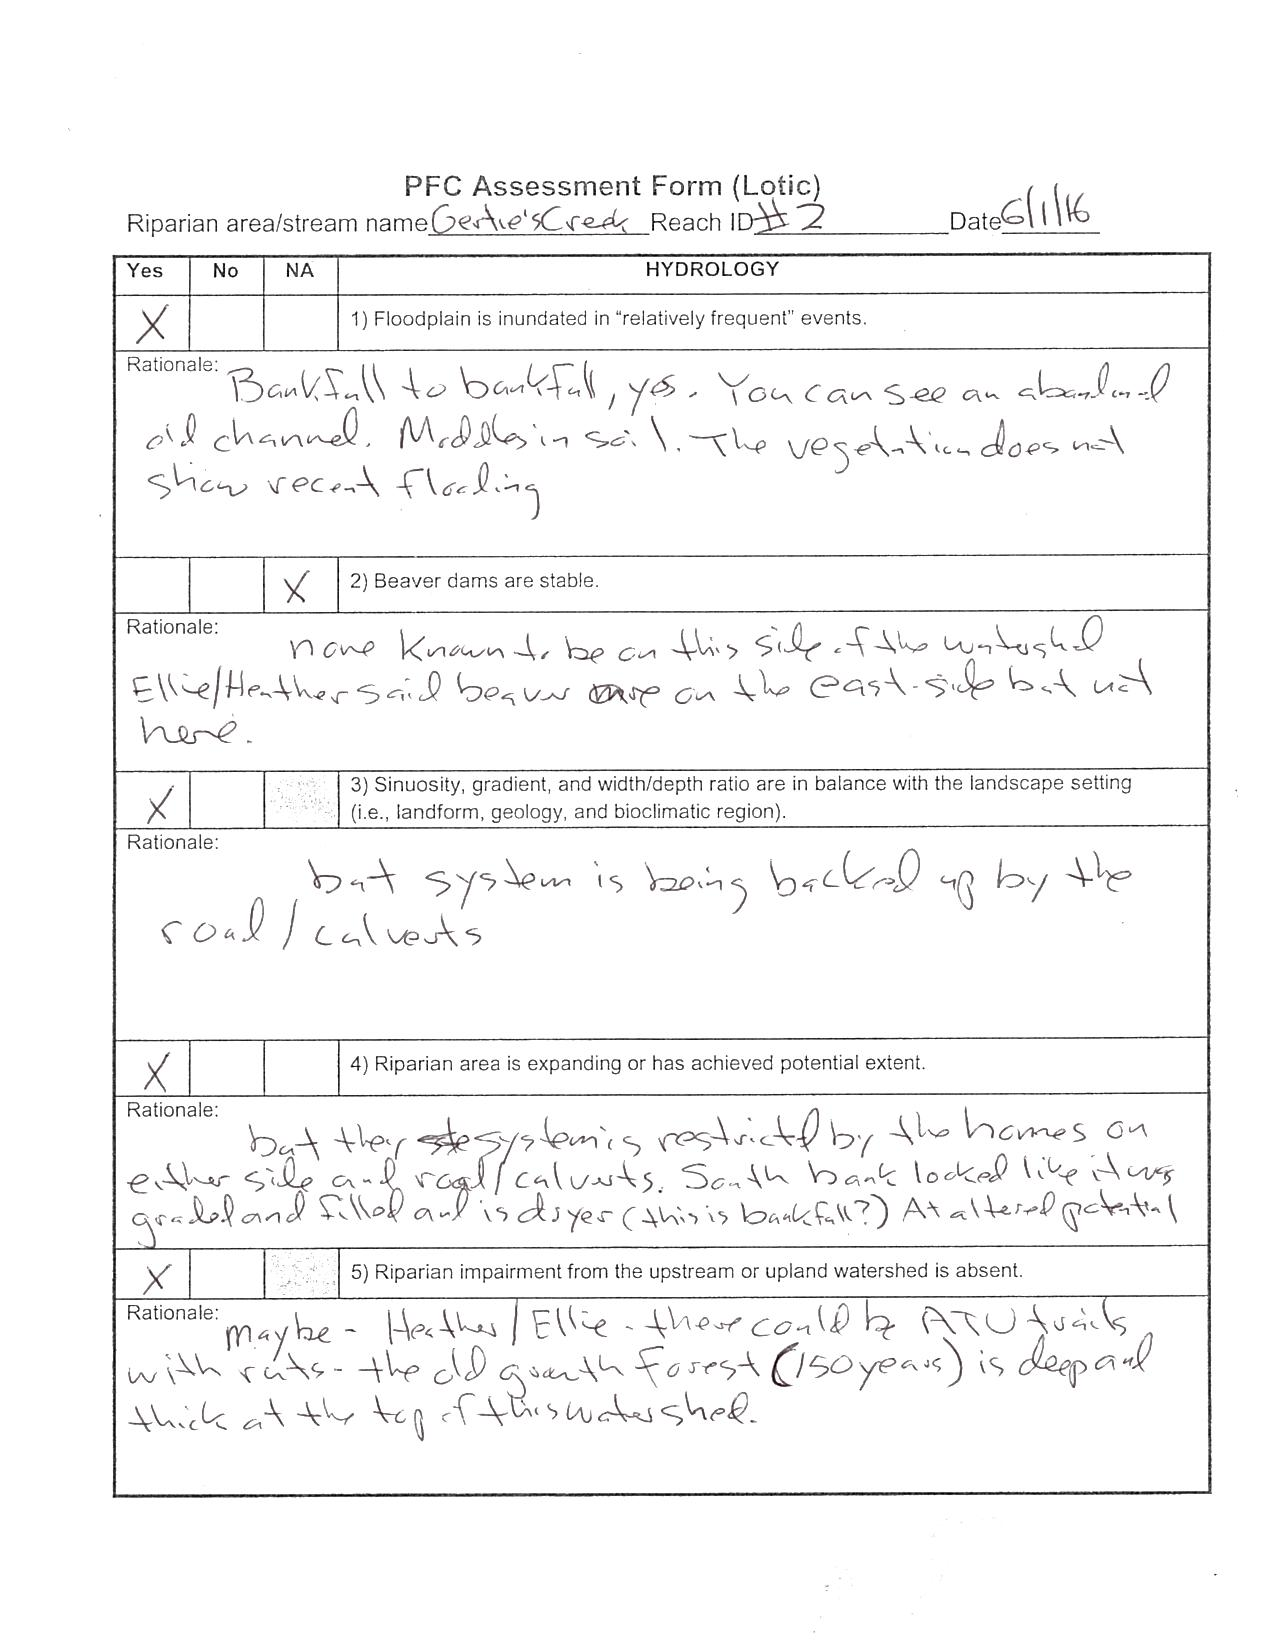 PFC Assessment Form (Lotic)
Riparian area/stream name Gertie's Creek Reach ID #2 Date 6/1/16
Yes No NA HYDROLOGY
X 1) Floodplain is inundated in “relatively frequent” events.
Rationale: Bankfull to bankfull, yes. You can see an abandoned
old channel. in soil. The vegetation does not
show recent flooding
X 2) Beaver dams are stable.
Rationale: none known to be on this side of the watershed
Ellie/Heather said beaver on the east-side but not
here.
3) Sinuosity, gradient, and width/depth ratio are in balance with the landscape setting
X (i.e., landform, geology, and bioclimatic region).
Rationale:
but system is being backed up by the
road/culverts
X 4) Riparian area is expanding or has achieved potential extent.
Rationale:
but they system is restricted by the homes on
either side and road/culverts. South bank looked like it was
graded and filled and is dryer (this is bankfull?) At altered potential
X 5) Riparian impairment from the upstream or upland watershed is absent.
Rationale: Maybe - Heather/Ellie - there could be trails
with ruts - the old growth forest (150 years) is deep and
thick at the top of this watershed.